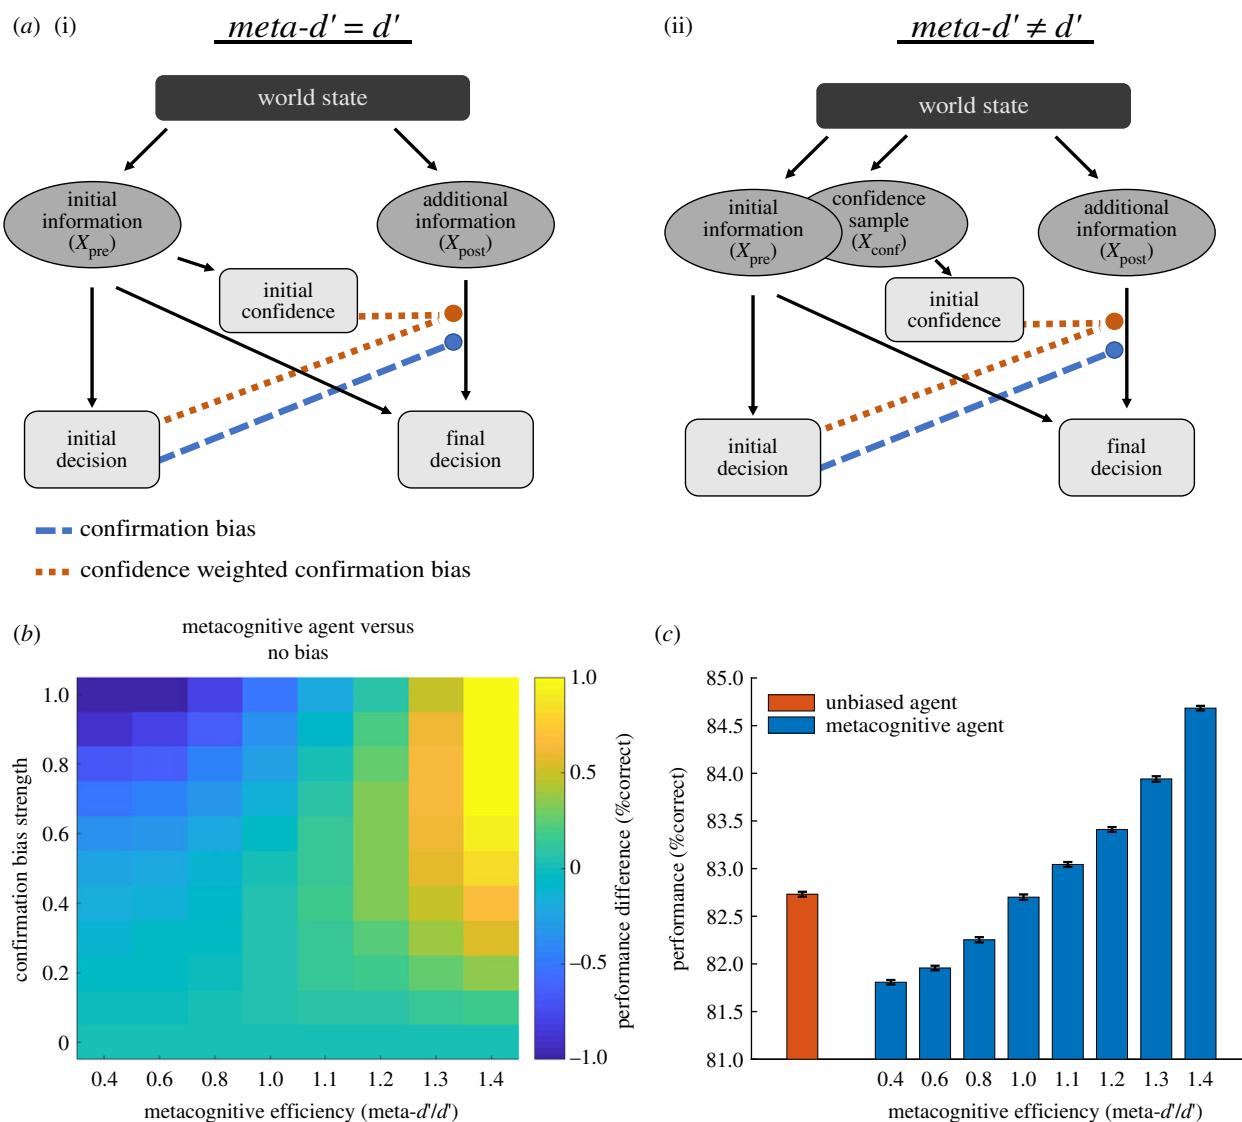 (a) (i) meta-d' = d'
world state
initial
information
(Xpre)
additional
information
(Xpost)
initial
confidence
initial
decision
final
decision
confirmation bias
confidence weighted confirmation bias
(ii) meta-d' ≠ d'
world state
initial
information
(Xpre)
confidence
sample
(Xconf)
additional
information
(Xpost)
initial
confidence
initial
decision
final
decision
(b)
metacognitive agent versus
no bias
confirmation bias strength
1.0
0.8
0.6
0.4
0.2
0
0.4 0.6 0.8 1.0 1.1 1.2 1.3 1.4
metacognitive efficiency (meta-d'/d')
1.0
0.5
0
–0.5
–1.0
performance difference (%correct)
(c)
performance (%correct)
85.0
84.5
84.0
83.5
83.0
82.5
82.0
81.5
81.0
unbiased agent
metacognitive agent
0.4 0.6 0.8 1.0 1.1 1.2 1.3 1.4
metacognitive efficiency (meta-d'/d')